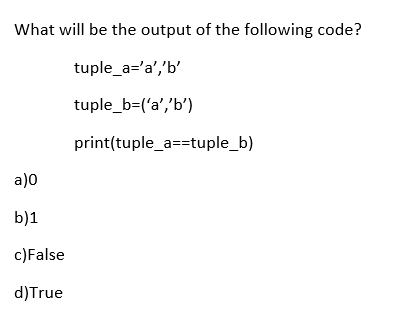 What will be the output of the following code?
tuple_a=’a’,’b’
tuple_b=(‘a’,’b’)
print(tuple_a==tuple_b)
a)0
b)1
c)False
d)True